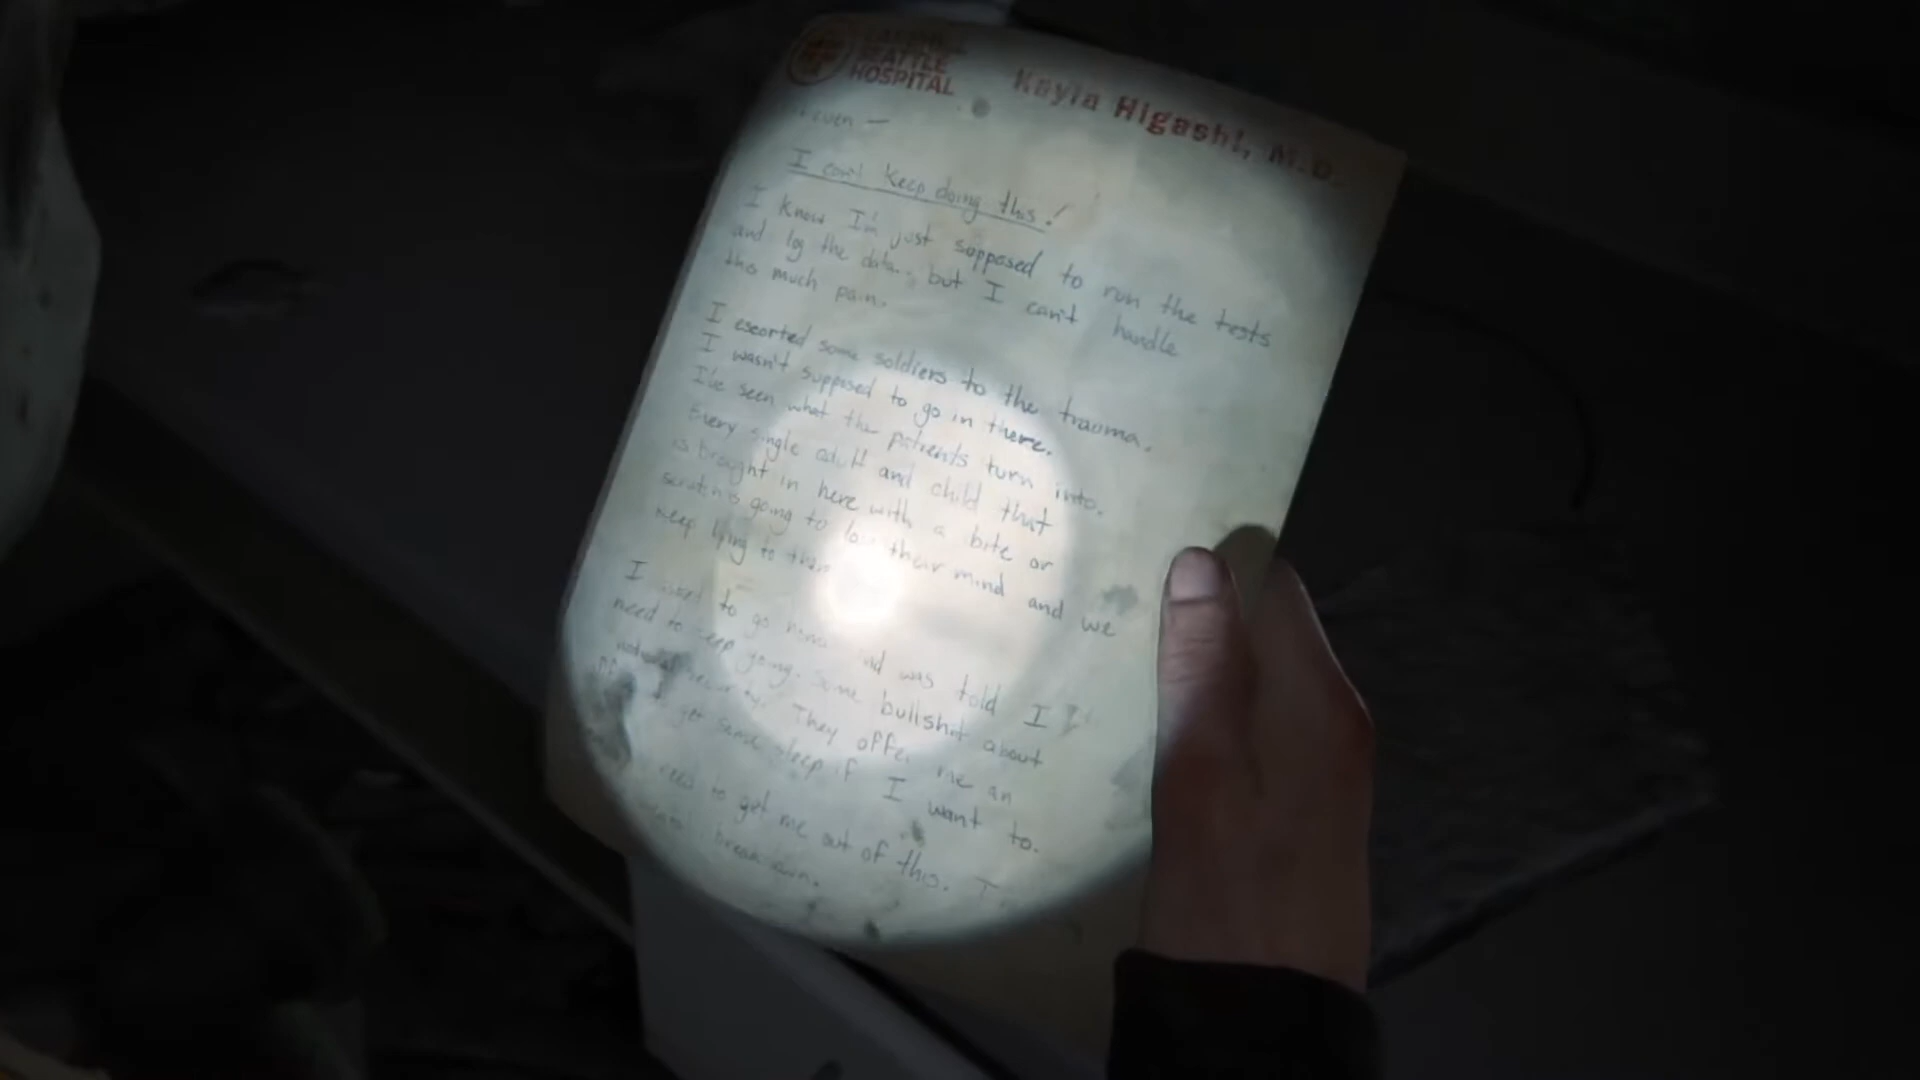 SEATTLE
HOSPITAL
Kayla Higashi, M.D.
I can't keep doing this!
I know I'm just supposed to run the tests
and log the data, but I can't handle
this much pain.
I escorted some soldiers to the trauma.
I wasn't supposed to go in there.
I've seen what the patients turn into.
Every single adult and child that
is brought in here with a bite or
scratch is going to lose their mind and we
keep lying to them
I to go home and was told I
need to keep going. Some bullshit about
national security. They offer me an
get some sleep if I want to.
need to get me out of this.
breakdown.